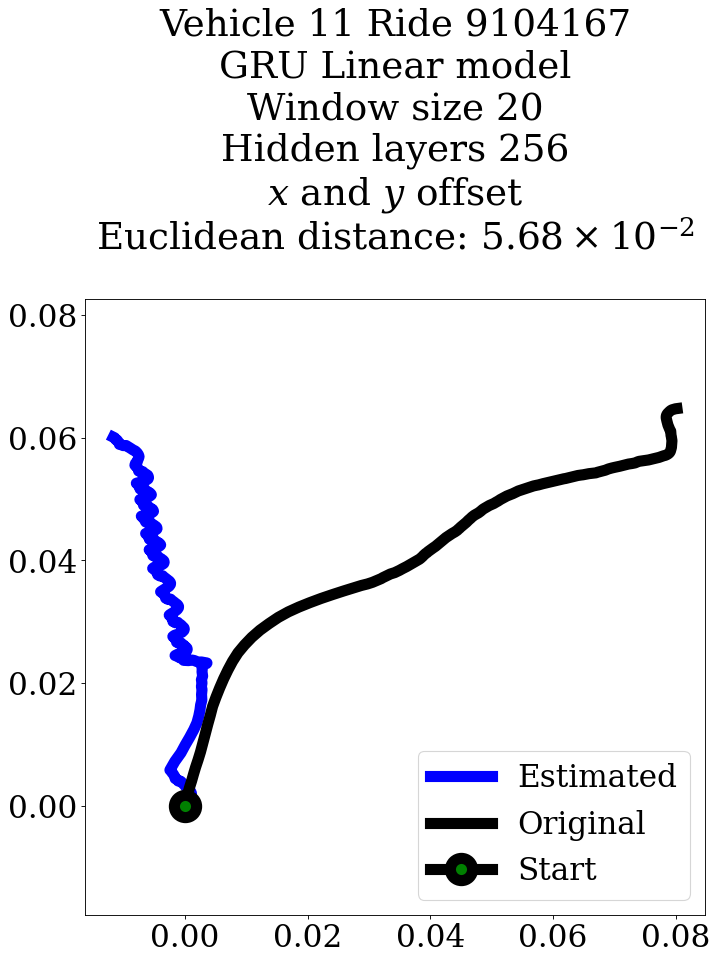 Vehicle 11 Ride 9104167
GRU Linear model
Window size 20
Hidden layers 256
x and y offset
Euclidean distance: 5.68 × 10⁻²
0.08
0.06
0.04
0.02
0.00
Estimated
Original
Start
0.00 0.02 0.04 0.06 0.08